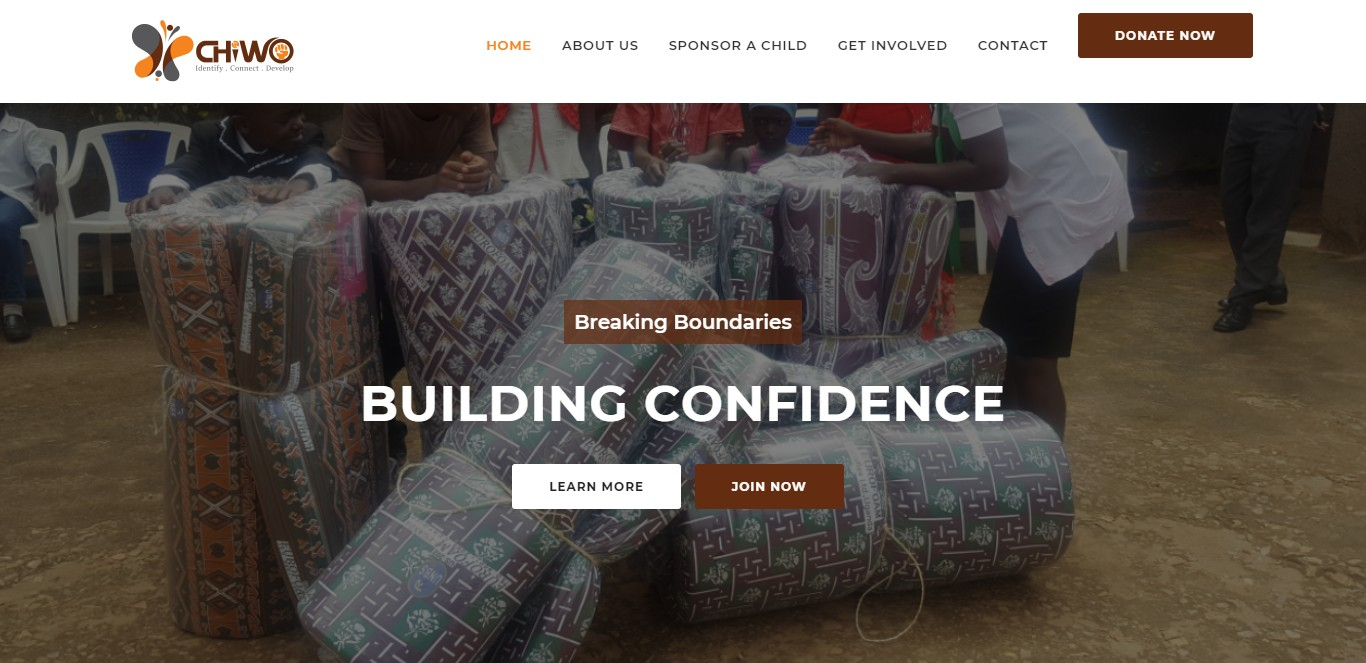 CHiWO
Identify . Connect . Develop
HOME
ABOUT US
SPONSOR A CHILD
GET INVOLVED
CONTACT
DONATE NOW
Breaking Boundaries
BUILDING CONFIDENCE
LEARN MORE
JOIN NOW